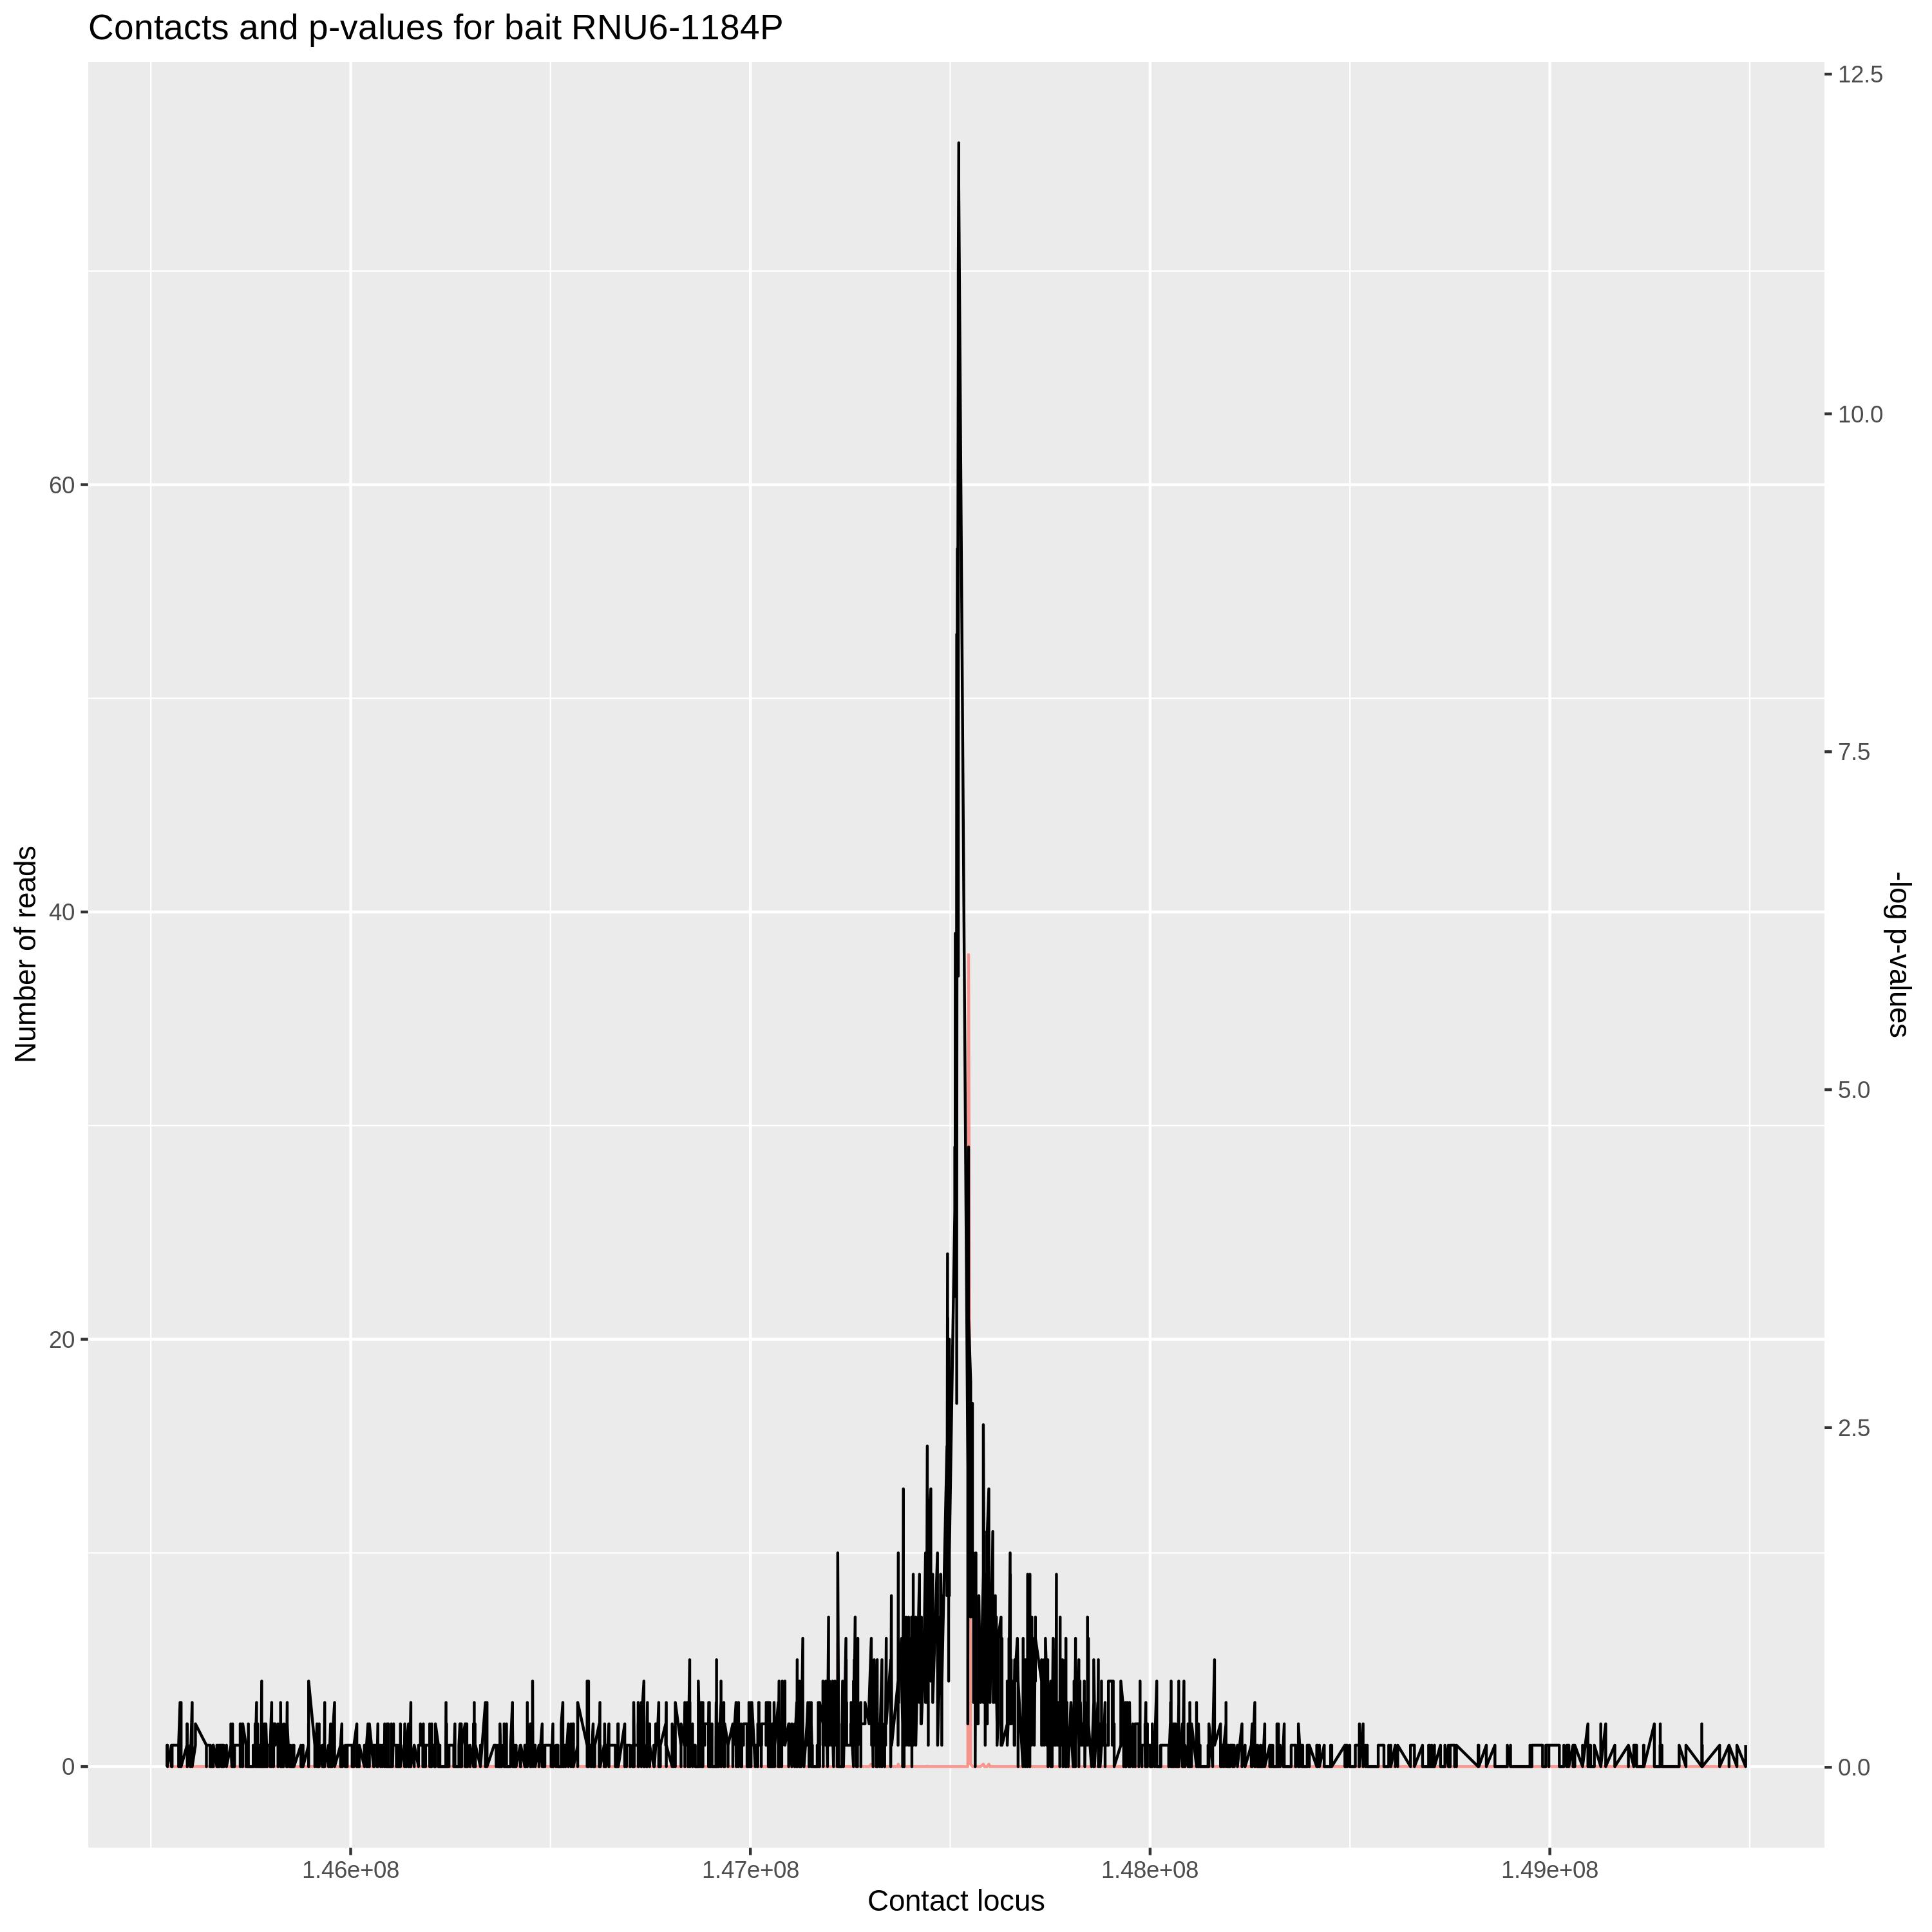 Contacts and p-values for bait RNU6-1184P
12.5
10.0
60
7.5
Number of reads
-log p-values
40
5.0
20
2.5
0
0.0
1.46e+08 1.47e+08 1.48e+08 1.49e+08
Contact locus